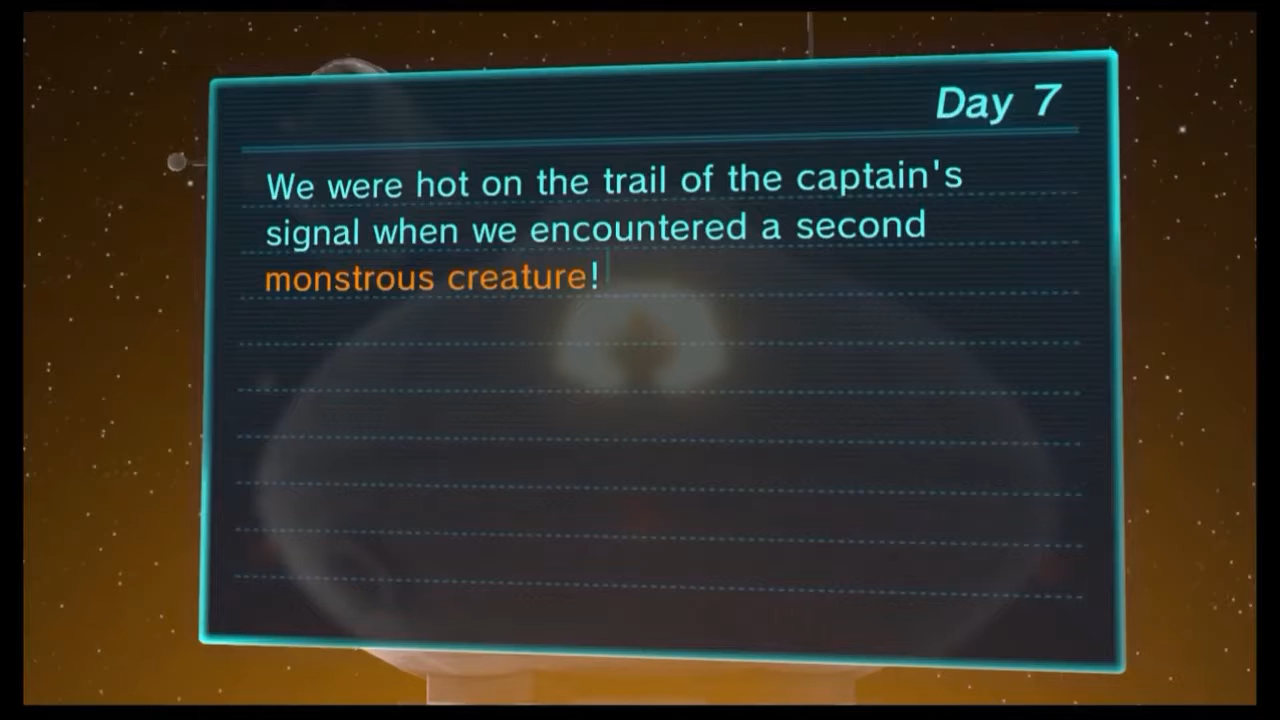 Day 7
We were hot on the trail of the captain's
signal when we encountered a second
monstrous creature!